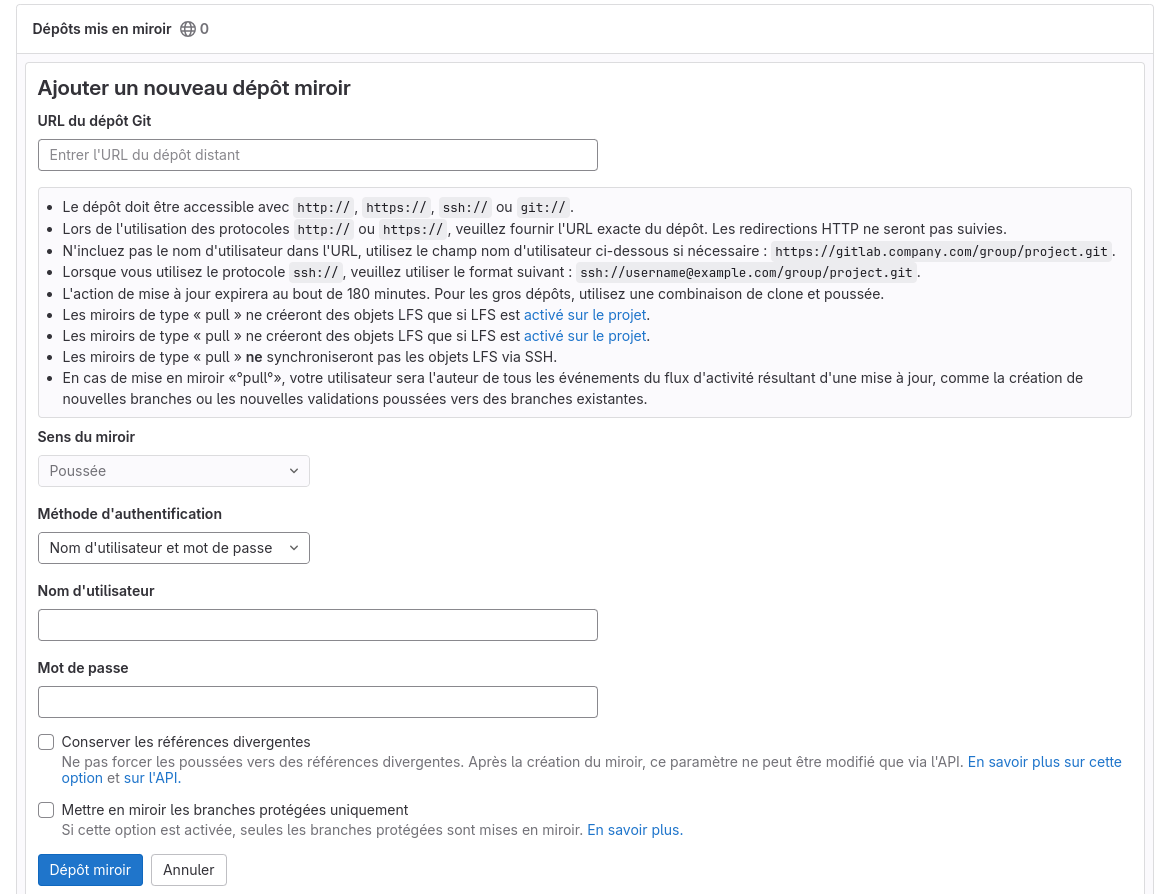 Dépôts mis en miroir 0
Ajouter un nouveau dépôt miroir
URL du dépôt Git
Entrer l'URL du dépôt distant
• Le dépôt doit être accessible avec http://, https://, ssh:// ou git://.
• Lors de l'utilisation des protocoles http:// ou https://, veuillez fournir l'URL exacte du dépôt. Les redirections HTTP ne seront pas suivies.
• N'incluez pas le nom d'utilisateur dans l'URL, utilisez le champ nom d'utilisateur ci-dessous si nécessaire : https://gitlab.company.com/group/project.git.
• Lorsque vous utilisez le protocole ssh://, veuillez utiliser le format suivant : ssh://username@example.com/group/project.git.
• L'action de mise à jour expirera au bout de 180 minutes. Pour les gros dépôts, utilisez une combinaison de clone et poussée.
• Les miroirs de type « pull » ne créeront des objets LFS que si LFS est activé sur le projet.
• Les miroirs de type « pull » ne créeront des objets LFS que si LFS est activé sur le projet.
• Les miroirs de type « pull » ne synchroniseront pas les objets LFS via SSH.
• En cas de mise en miroir «°pull°», votre utilisateur sera l'auteur de tous les événements du flux d'activité résultant d'une mise à jour, comme la création de
nouvelles branches ou les nouvelles validations poussées vers des branches existantes.
Sens du miroir
Poussée
Méthode d'authentification
Nom d'utilisateur et mot de passe
Nom d'utilisateur
Mot de passe
Conserver les références divergentes
Ne pas forcer les poussées vers des références divergentes. Après la création du miroir, ce paramètre ne peut être modifié que via l'API. En savoir plus sur cette
option et sur l'API.
Mettre en miroir les branches protégées uniquement
Si cette option est activée, seules les branches protégées sont mises en miroir. En savoir plus.
Dépôt miroir Annuler